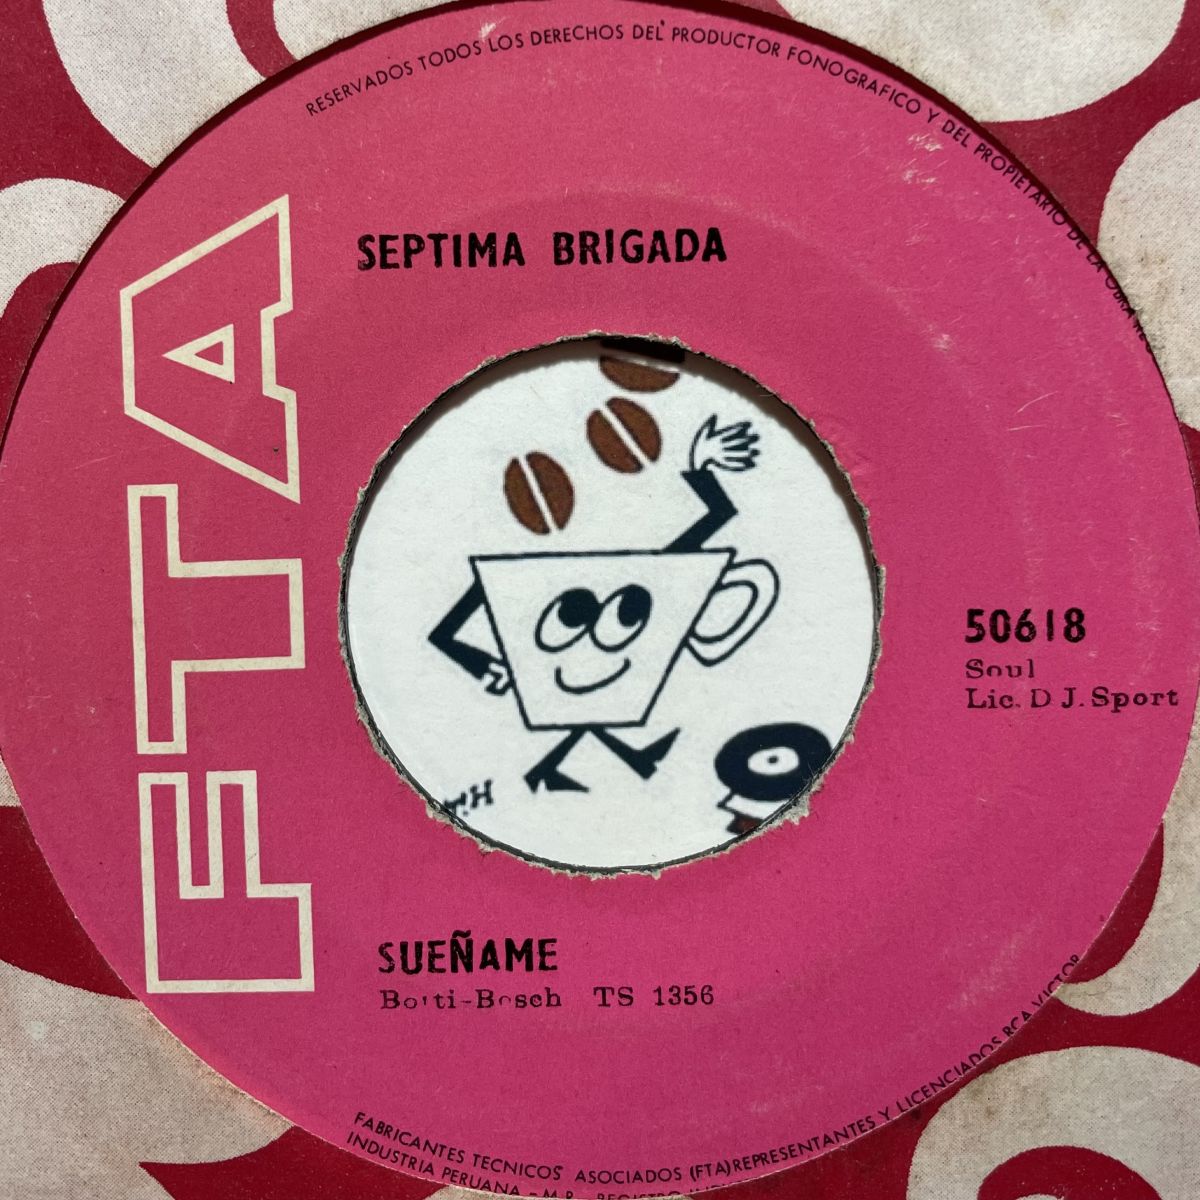 RESERVADOS TODOS LOS DERECHOS DEL PRODUCTOR FONOGRAFICO Y DEL PROPIETARIO DE LA OBRA
FTA
SEPTIMA BRIGADA
50618
Soul
Lic. D J. Sport
SUEÑAME
TS 1356
FABRICANTES TECNICOS ASOCIADOS (FTA) REPRESENTANTES Y LICENCIADOS RCA VICTOR
INDUSTRIA PERUANA - M.R.